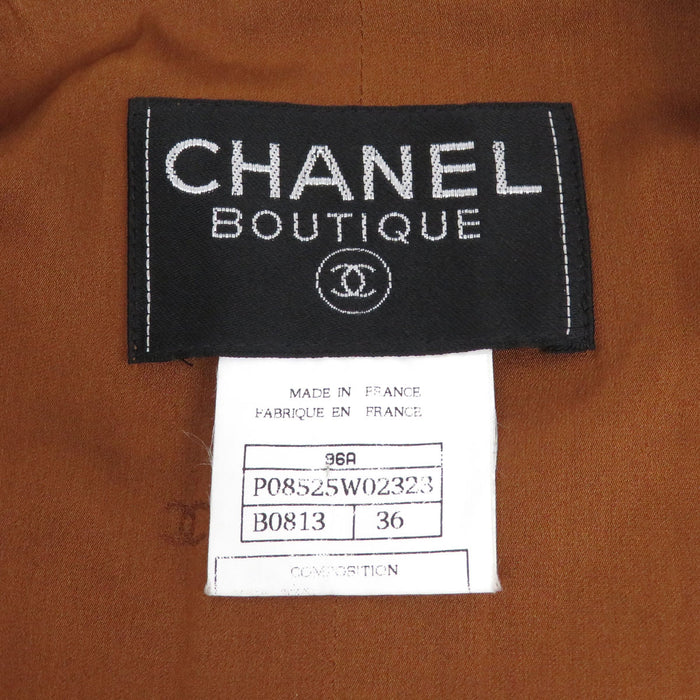 CHANEL
BOUTIQUE
MADE IN FRANCE
FABRIQUE EN FRANCE
96A
P08525W02323
B0813 36
COMPOSITION